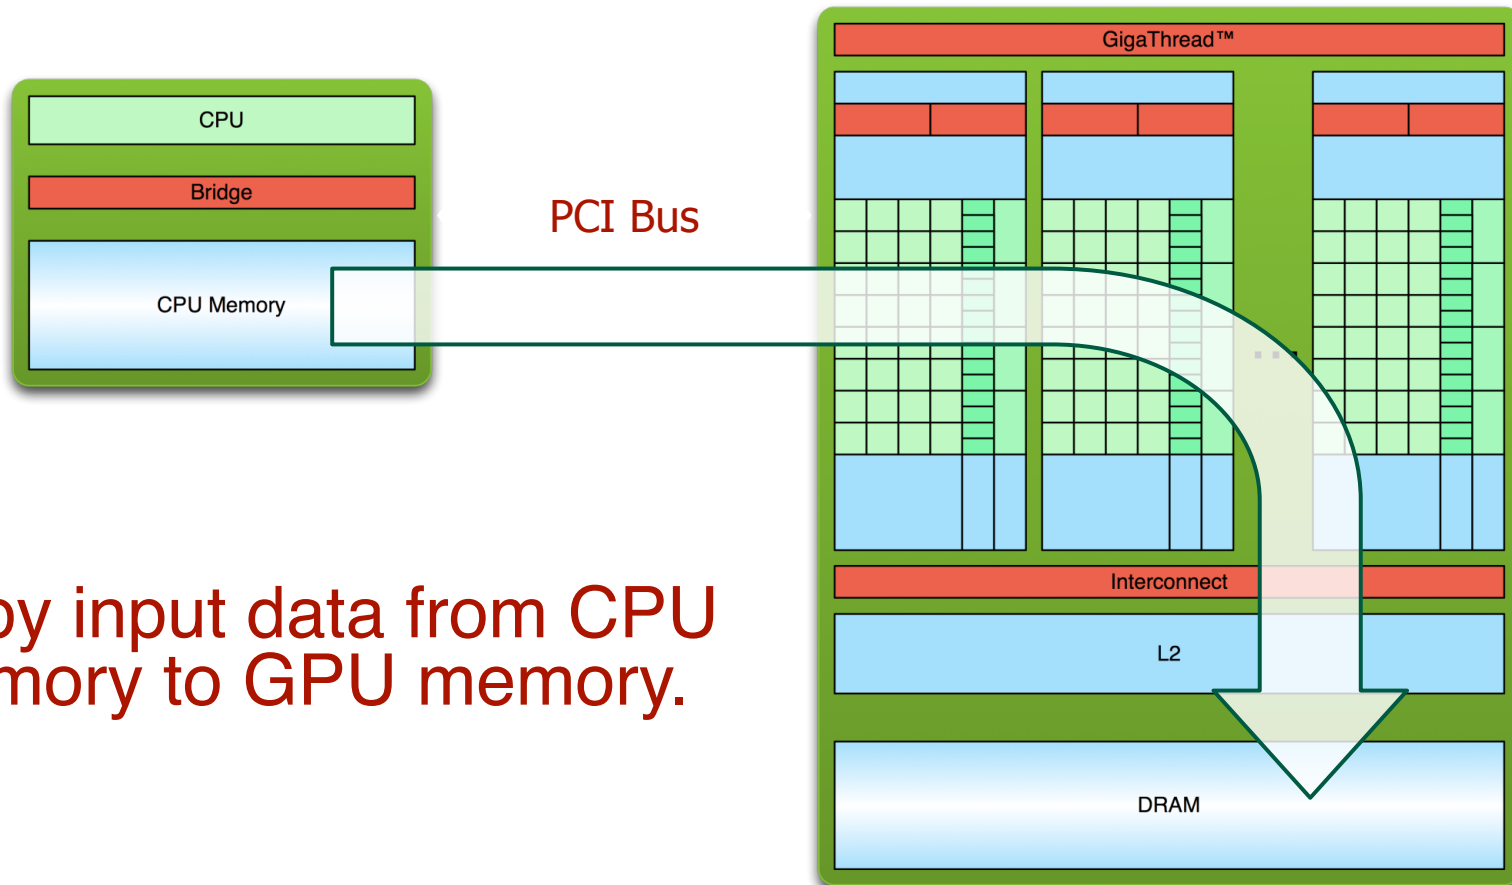 GigaThread™
CPU
Bridge
PCI Bus
CPU Memory
...
Interconnect
py input data from CPU
mory to GPU memory.
L2
DRAM